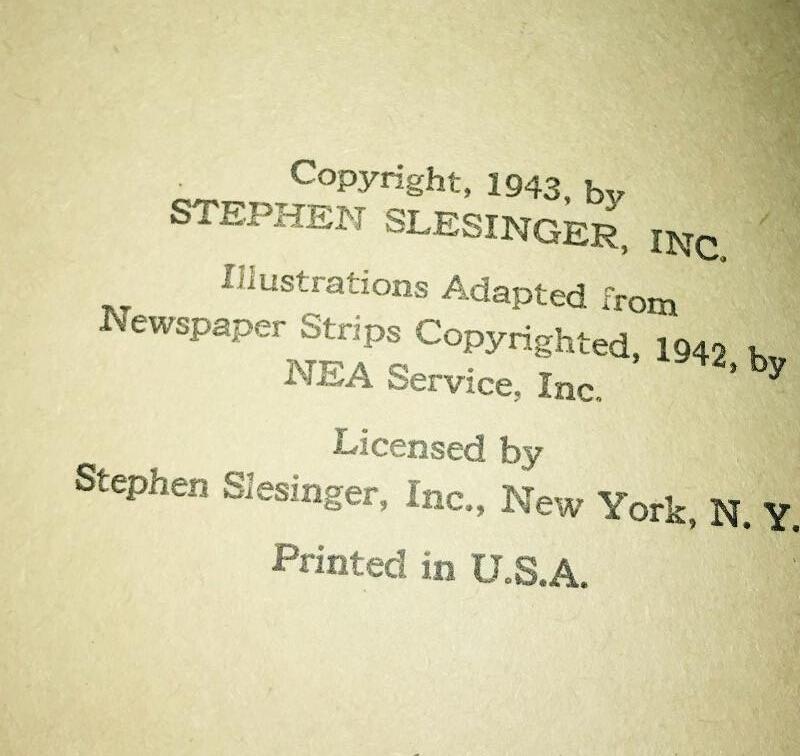 Copyright, 1943, by
STEPHEN SLESINGER, INC.
Illustrations Adapted from
Newspaper Strips Copyrighted, 1942, by
NEA Service, Inc.
Licensed by
Stephen Slesinger, Inc., New York, N. Y.
Printed in U.S.A.